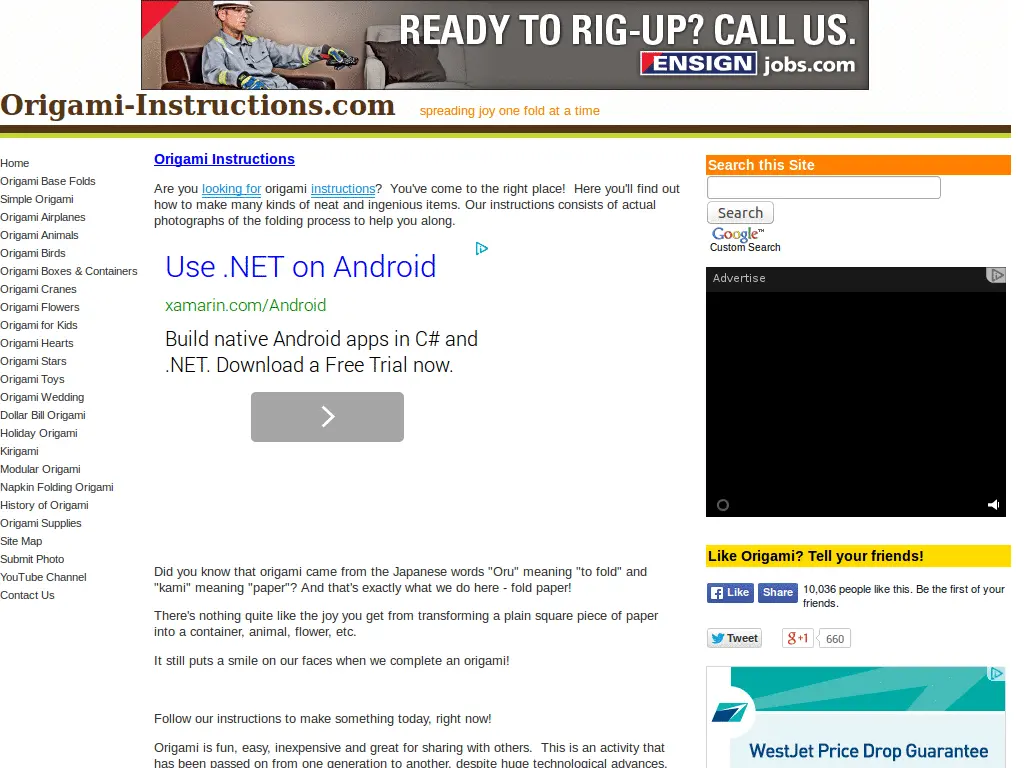 READY TO RIG-UP? CALL US.
ENSIGN jobs.com
Origami-Instructions.com
spreading joy one fold at a time
Home
Origami Base Folds
Simple Origami
Origami Airplanes
Origami Animals
Origami Birds
Origami Boxes & Containers
Origami Cranes
Origami Flowers
Origami for Kids
Origami Hearts
Origami Stars
Origami Toys
Origami Wedding
Dollar Bill Origami
Holiday Origami
Kirigami
Modular Origami
Napkin Folding Origami
History of Origami
Origami Supplies
Site Map
Submit Photo
YouTube Channel
Contact Us
Origami Instructions
Are you looking for origami instructions?  You've come to the right place!  Here you'll find out
how to make many kinds of neat and ingenious items. Our instructions consists of actual
photographs of the folding process to help you along.
Use .NET on Android
xamarin.com/Android
Build native Android apps in C# and
.NET. Download a Free Trial now.
Did you know that origami came from the Japanese words "Oru" meaning "to fold" and
"kami" meaning "paper"? And that's exactly what we do here - fold paper!
There's nothing quite like the joy you get from transforming a plain square piece of paper
into a container, animal, flower, etc.
It still puts a smile on our faces when we complete an origami!
Follow our instructions to make something today, right now!
Origami is fun, easy, inexpensive and great for sharing with others.  This is an activity that
has been passed on from one generation to another, despite huge technological advances.
Search this Site
Search
Google™
Custom Search
Advertise
Like Origami? Tell your friends!
Like
Share
10,036 people like this. Be the first of your
friends.
Tweet
g+1
660
WestJet Price Drop Guarantee